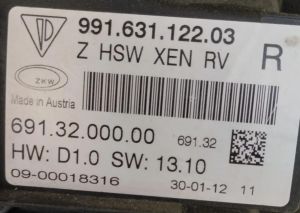 991.631.122.03
Z HSW XEN RV R
ZKW
Made in Austria
691.32.000.00 691.32
HW: D1.0 SW: 13.10
09-00018316 30-01-12 11